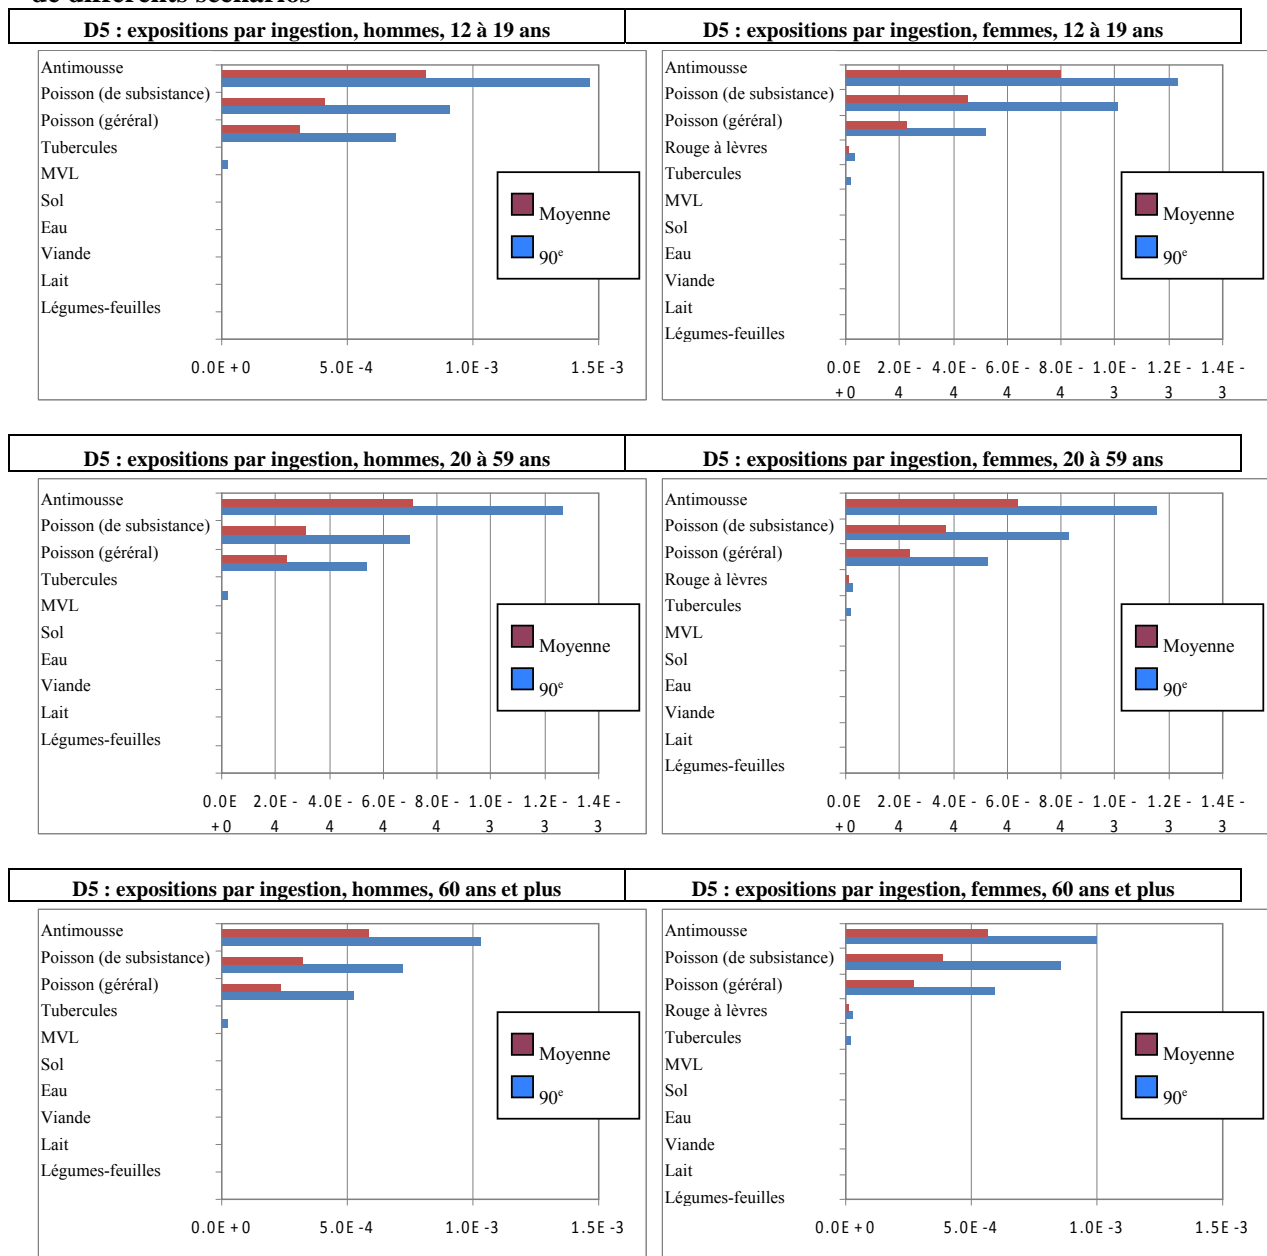 de différents scénarios
D5 : expositions par ingestion, hommes, 12 à 19 ans
D5 : expositions par ingestion, femmes, 12 à 19 ans
Antimousse
Poisson (de subsistance)
Poisson (géréral)
Tubercules
MVL
Sol
Eau
Viande
Lait
Légumes-feuilles
Moyenne
90e
0.0E+0 5.0E-4 1.0E-3 1.5E-3
Antimousse
Poisson (de subsistance)
Poisson (géréral)
Rouge à lèvres
Tubercules
MVL
Sol
Eau
Viande
Lait
Légumes-feuilles
Moyenne
90e
0.0E 2.0E- 4.0E- 6.0E- 8.0E- 1.0E- 1.2E- 1.4E-
+0 4 4 4 4 3 3 3
D5 : expositions par ingestion, hommes, 20 à 59 ans
D5 : expositions par ingestion, femmes, 20 à 59 ans
Antimousse
Poisson (de subsistance)
Poisson (géréral)
Tubercules
MVL
Sol
Eau
Viande
Lait
Légumes-feuilles
Moyenne
90e
0.0E 2.0E- 4.0E- 6.0E- 8.0E- 1.0E- 1.2E- 1.4E-
+0 4 4 4 4 3 3 3
Antimousse
Poisson (de subsistance)
Poisson (géréral)
Rouge à lèvres
Tubercules
MVL
Sol
Eau
Viande
Lait
Légumes-feuilles
Moyenne
90e
0.0E 2.0E- 4.0E- 6.0E- 8.0E- 1.0E- 1.2E- 1.4E-
+0 4 4 4 4 3 3 3
D5 : expositions par ingestion, hommes, 60 ans et plus
D5 : expositions par ingestion, femmes, 60 ans et plus
Antimousse
Poisson (de subsistance)
Poisson (géréral)
Tubercules
MVL
Sol
Eau
Viande
Lait
Légumes-feuilles
Moyenne
90e
0.0E+0 5.0E-4 1.0E-3 1.5E-3
Antimousse
Poisson (de subsistance)
Poisson (géréral)
Rouge à lèvres
Tubercules
MVL
Sol
Eau
Viande
Lait
Légumes-feuilles
Moyenne
90e
0.0E+0 5.0E-4 1.0E-3 1.5E-3